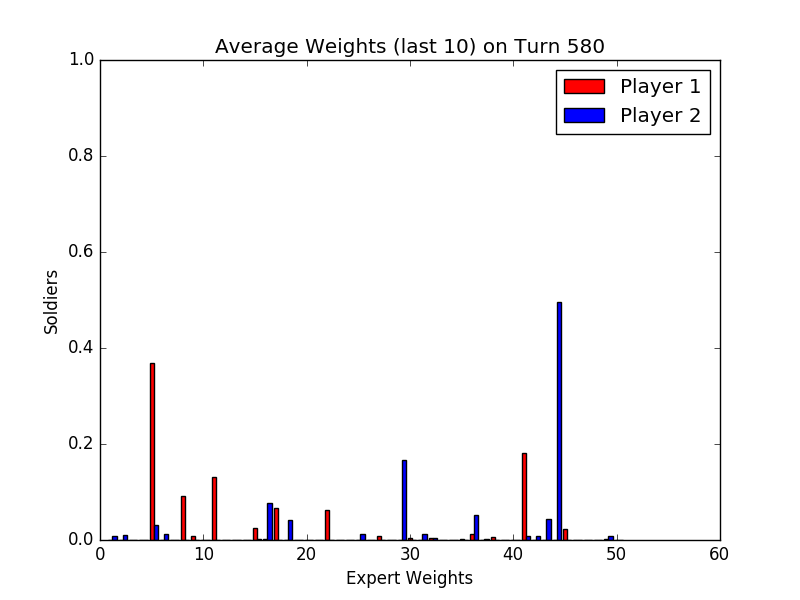 Average Weights (last 10) on Turn 580
1.0
0.8
0.6
0.4
0.2
0.0
Soldiers
Player 1
Player 2
0 10 20 30 40 50 60
Expert Weights